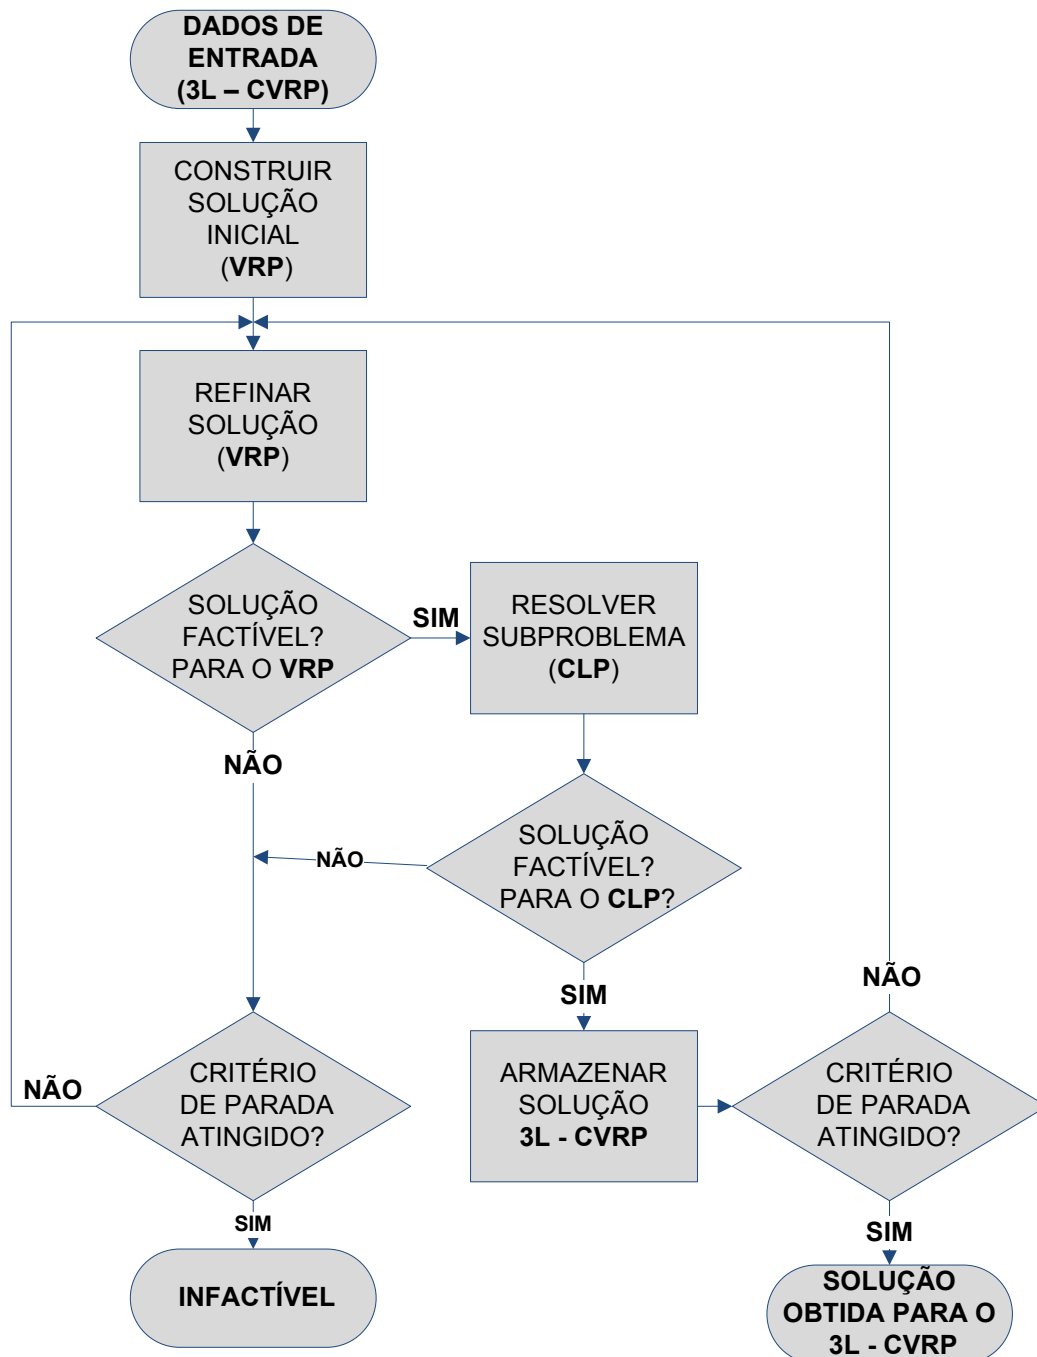 DADOS DE
ENTRADA
(3L – CVRP)
CONSTRUIR
SOLUÇÃO
INICIAL
(VRP)
REFINAR
SOLUÇÃO
(VRP)
SOLUÇÃO
FACTÍVEL?
PARA O VRP
SIM
RESOLVER
SUBPROBLEMA
(CLP)
NÃO
SOLUÇÃO
FACTÍVEL?
PARA O CLP?
NÃO
SIM
NÃO
CRITÉRIO
DE PARADA
ATINGIDO?
NÃO
ARMAZENAR
SOLUÇÃO
3L - CVRP
CRITÉRIO
DE PARADA
ATINGIDO?
SIM
SIM
INFACTÍVEL
SOLUÇÃO
OBTIDA PARA O
3L - CVRP